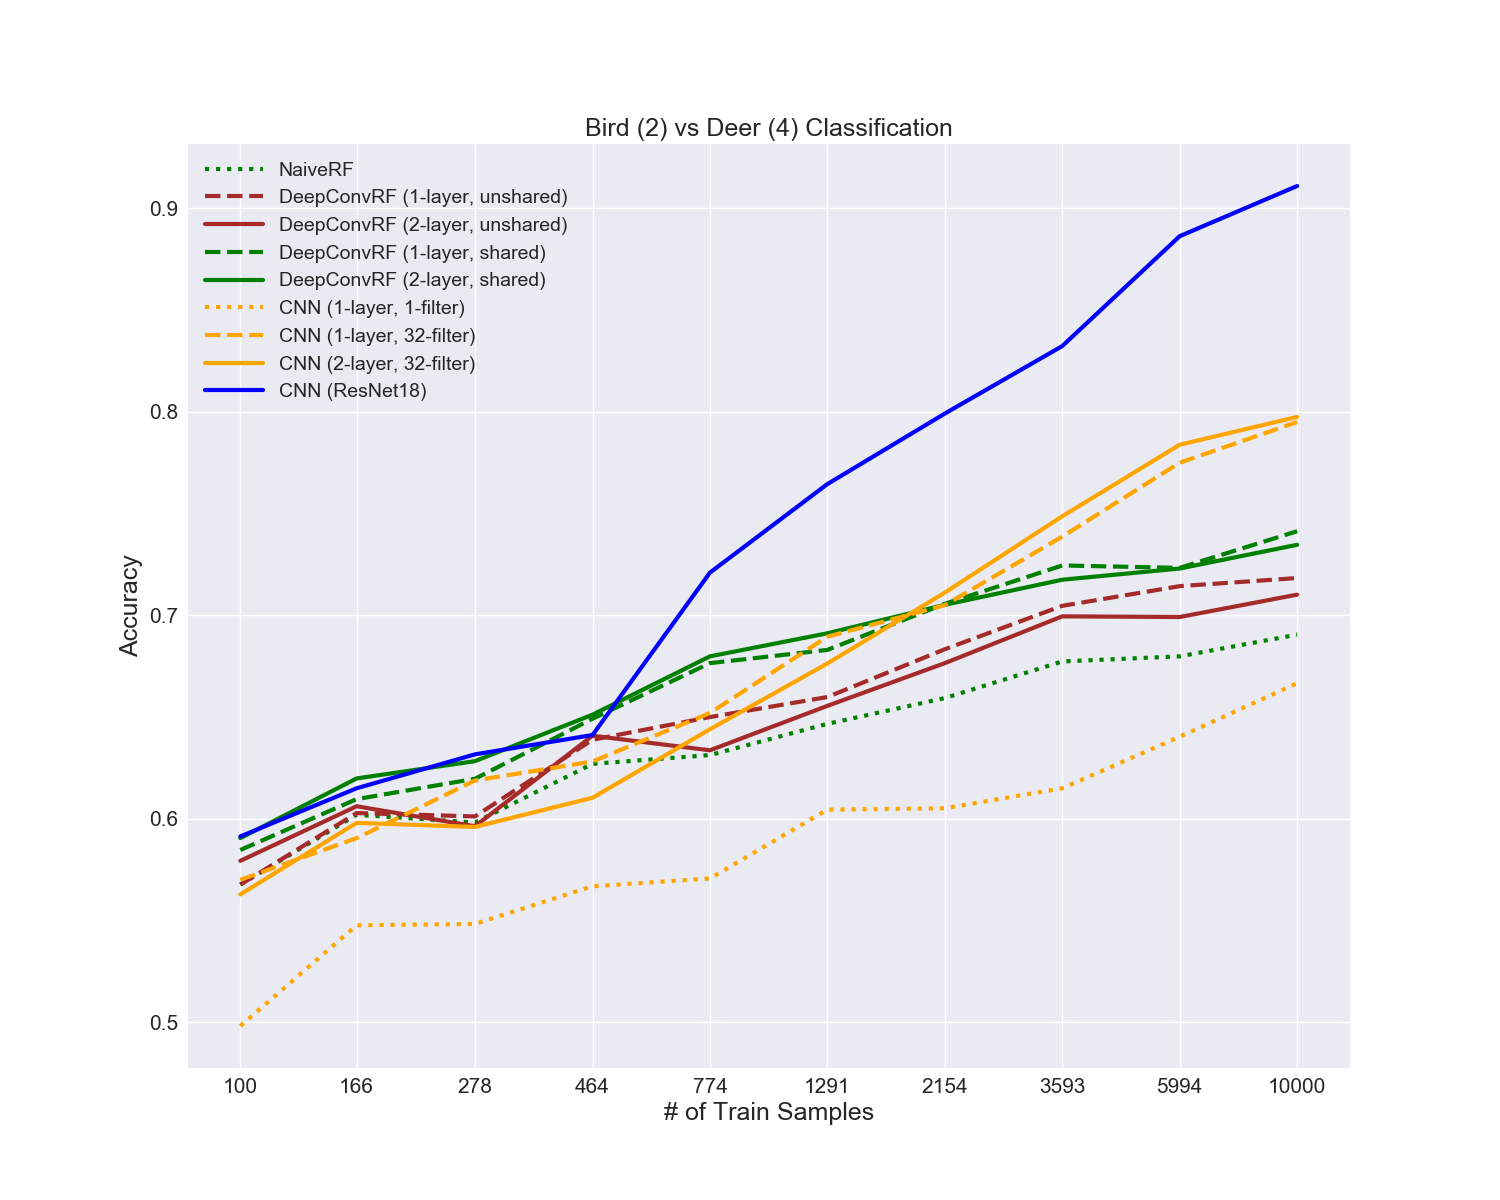 Bird (2) vs Deer (4) Classification
NaiveRF
DeepConvRF (1-layer, unshared)
DeepConvRF (2-layer, unshared)
DeepConvRF (1-layer, shared)
DeepConvRF (2-layer, shared)
CNN (1-layer, 1-filter)
CNN (1-layer, 32-filter)
CNN (2-layer, 32-filter)
CNN (ResNet18)
0.9
0.8
0.7
0.6
0.5
Accuracy
100 166 278 464 774 1291 2154 3593 5994 10000
# of Train Samples